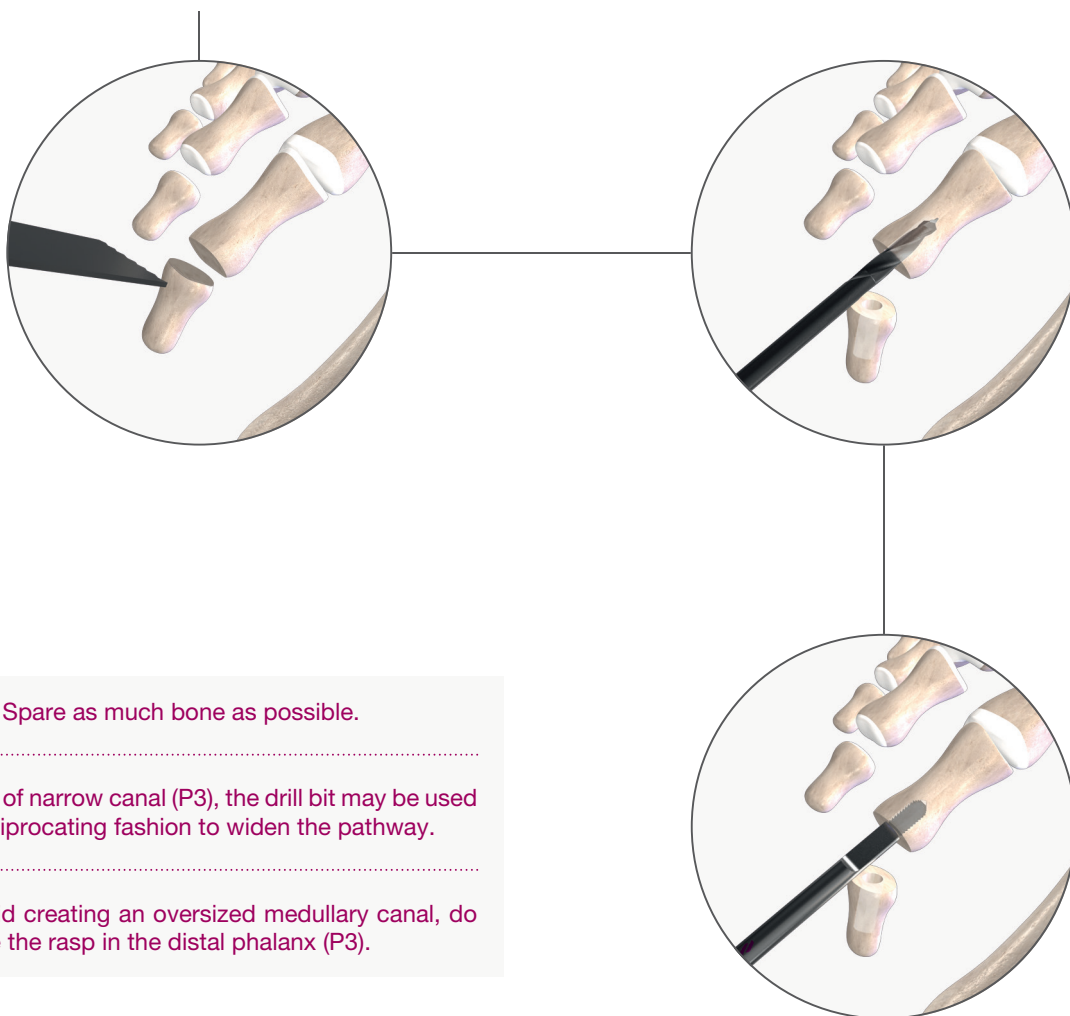 Spare as much bone as possible.
of narrow canal (P3), the drill bit may be used
iprocating fashion to widen the pathway.
d creating an oversized medullary canal, do
the rasp in the distal phalanx (P3).